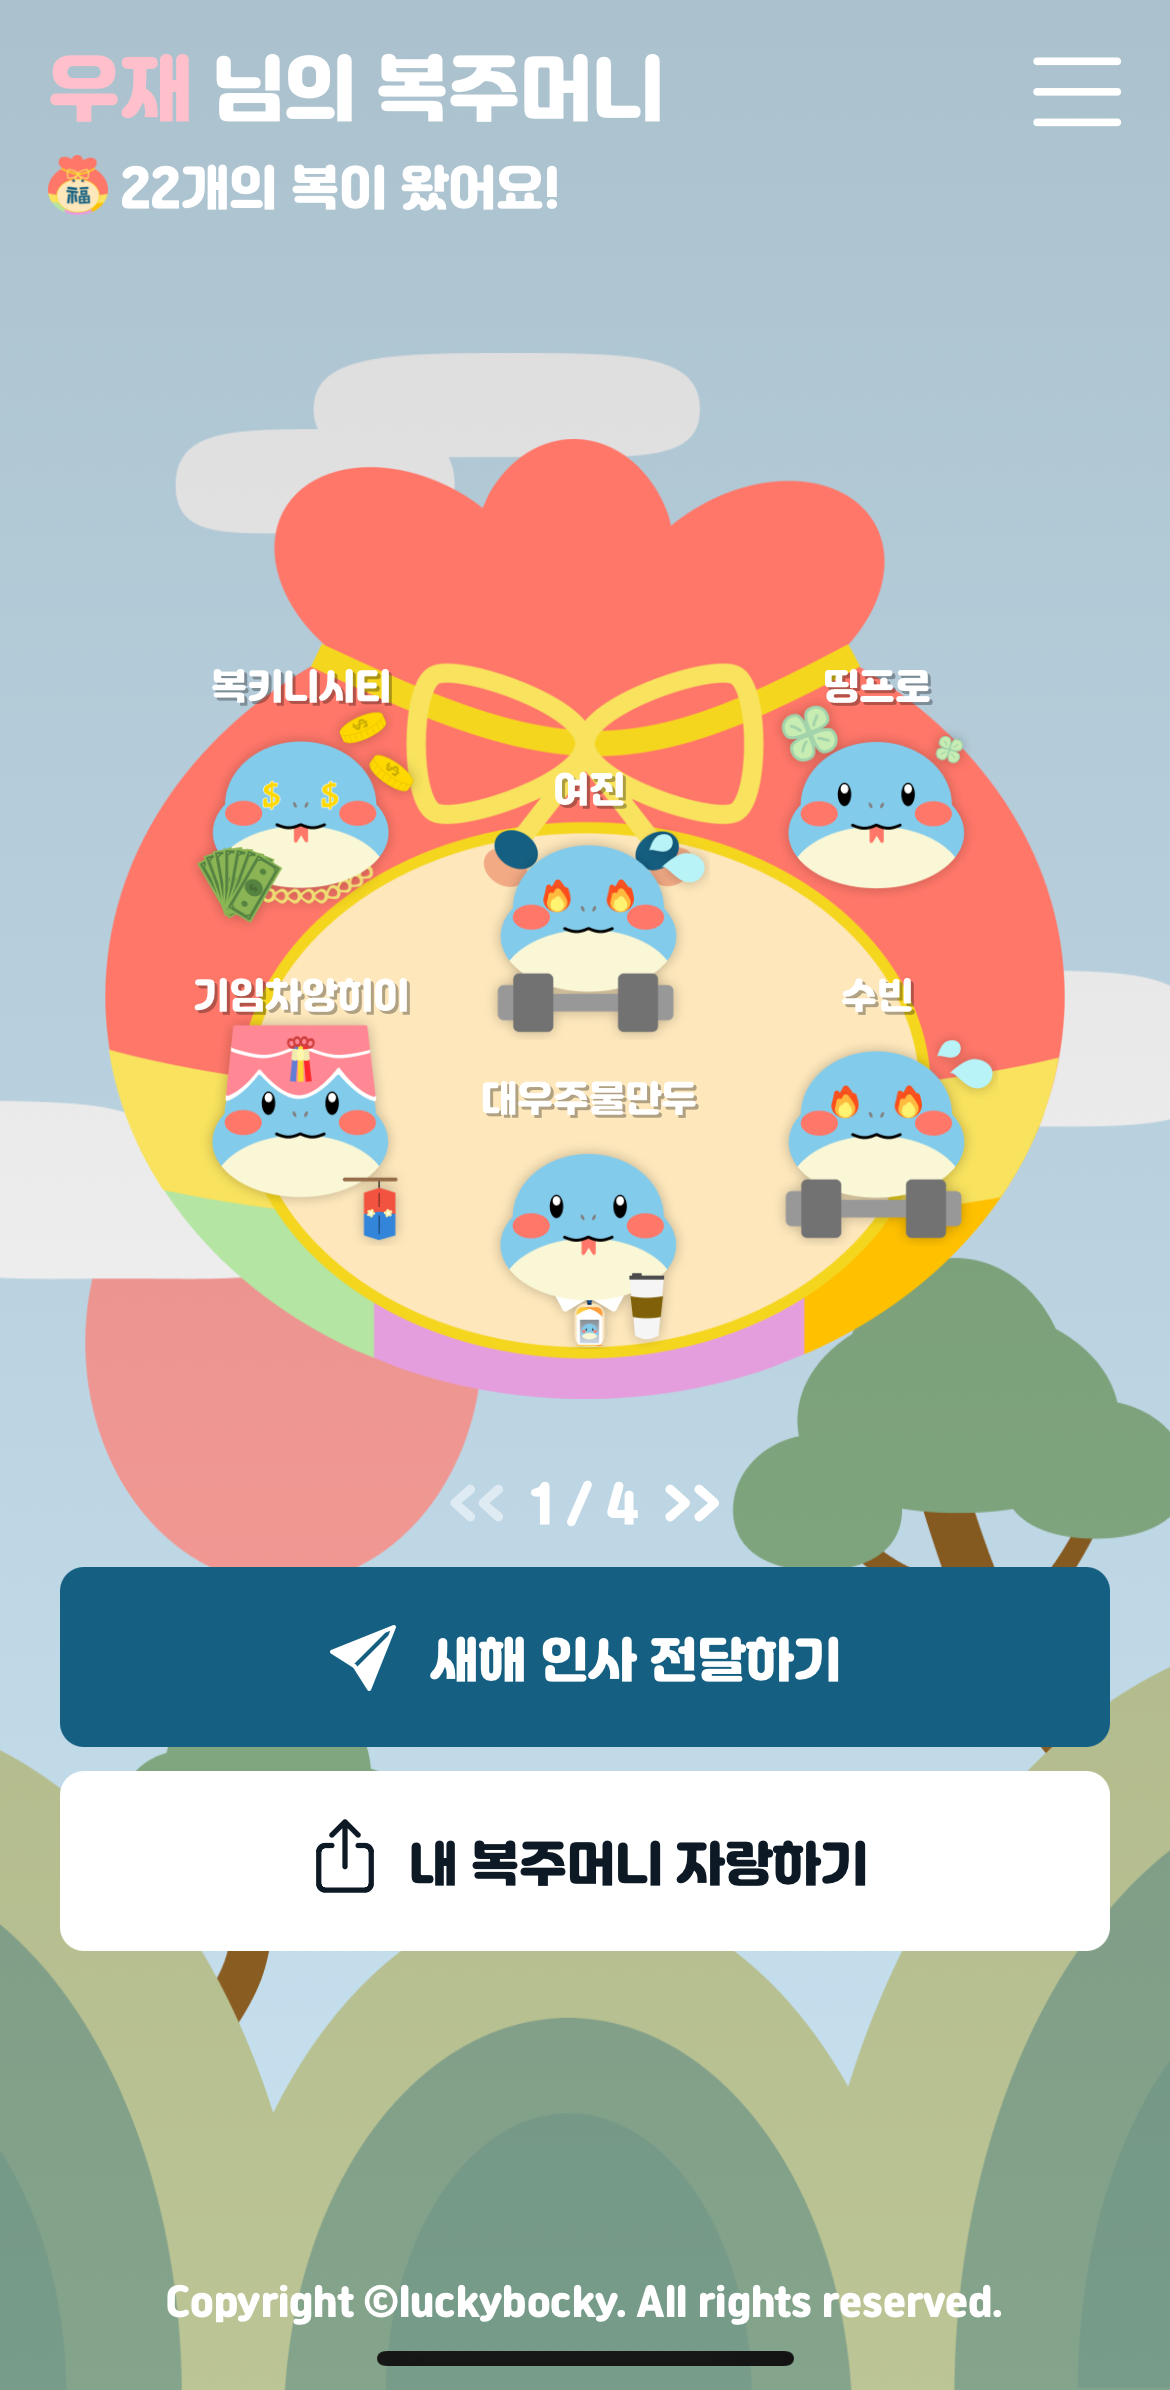 우재 님의 복주머니
福 22개의 복이 왔어요!
복키니시티
띵프로
여진
기임차앙히이
수빈
대우주물만두
1 / 4
새해 인사 전달하기
내 복주머니 자랑하기
Copyright ©luckybocky. All rights reserved.